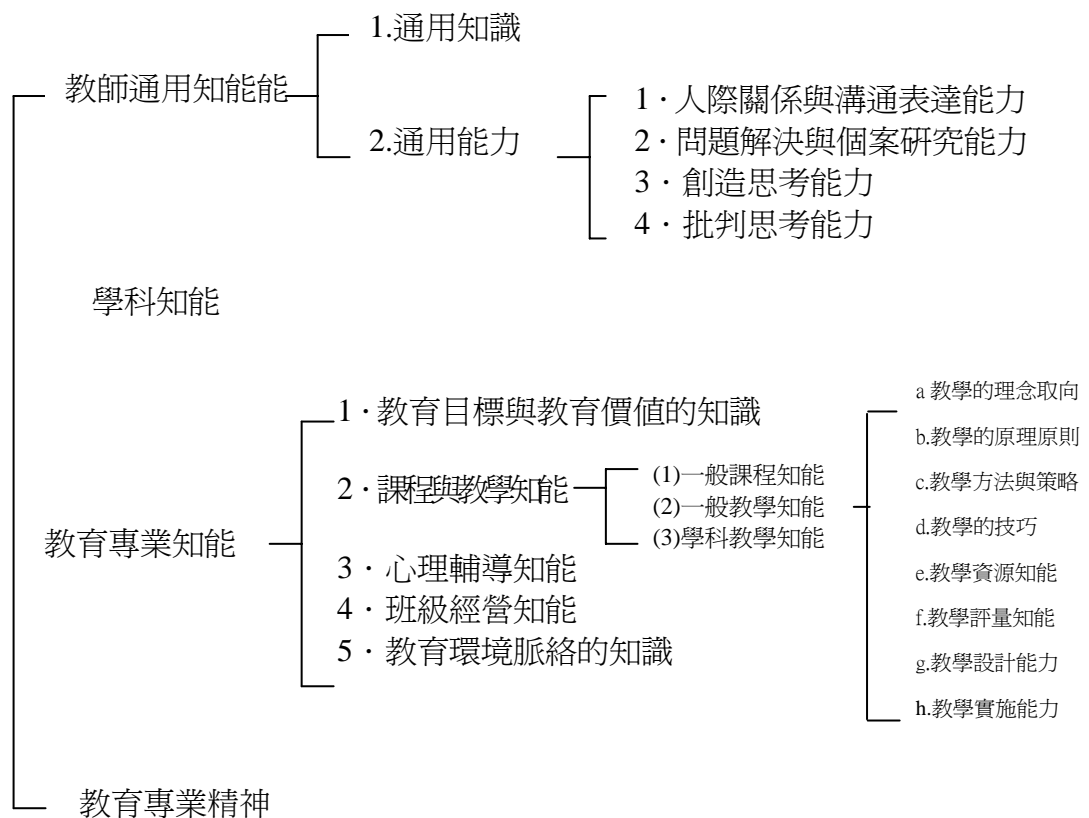 1.通用知識
教師通用知能能
2.通用能力
1‧人際關係與溝通表達能力
2‧問題解決與個案研究能力
3‧創造思考能力
4‧批判思考能力
學科知能
教育專業知能
1‧教育目標與教育價值的知識
2‧課程與教學知能
(1)一般課程知能
(2)一般教學知能
(3)學科教學知能
a 教學的理念取向
b.教學的原理原則
c.教學方法與策略
d.教學的技巧
e.教學資源知能
f.教學評量知能
g.教學設計能力
h.教學實施能力
3‧心理輔導知能
4‧班級經營知能
5‧教育環境脈絡的知識
教育專業精神